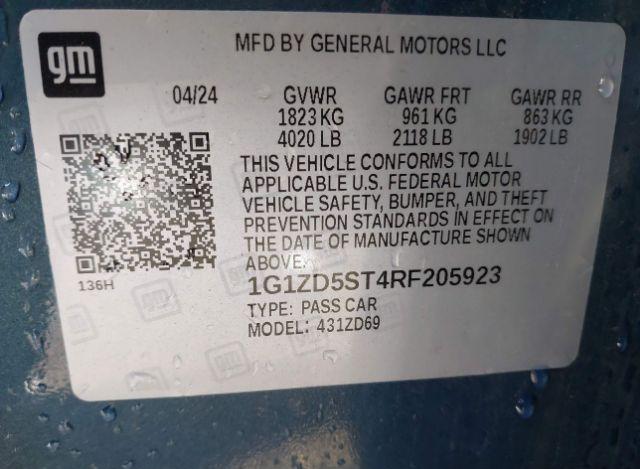 gm
MFD BY GENERAL MOTORS LLC
04/24 GVWR GAWR FRT GAWR RR
1823 KG 961 KG 863 KG
4020 LB 2118 LB 1902 LB
THIS VEHICLE CONFORMS TO ALL
APPLICABLE U.S. FEDERAL MOTOR
VEHICLE SAFETY, BUMPER, AND THEFT
PREVENTION STANDARDS IN EFFECT ON
THE DATE OF MANUFACTURE SHOWN
ABOVE.
136H
1G1ZD5ST4RF205923
TYPE: PASS CAR
MODEL: 431ZD69